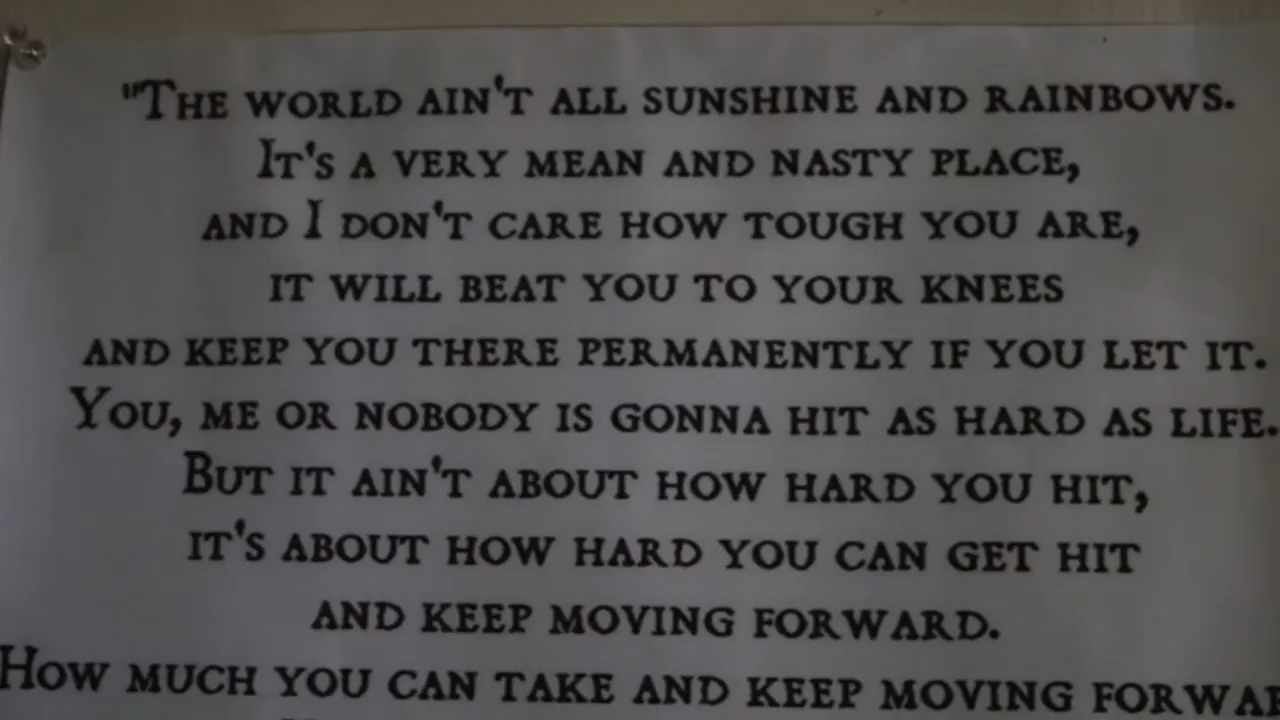 "The world ain't all sunshine and rainbows.
It's a very mean and nasty place,
and I don't care how tough you are,
it will beat you to your knees
and keep you there permanently if you let it.
You, me or nobody is gonna hit as hard as life.
But it ain't about how hard you hit,
it's about how hard you can get hit
and keep moving forward.
How much you can take and keep moving